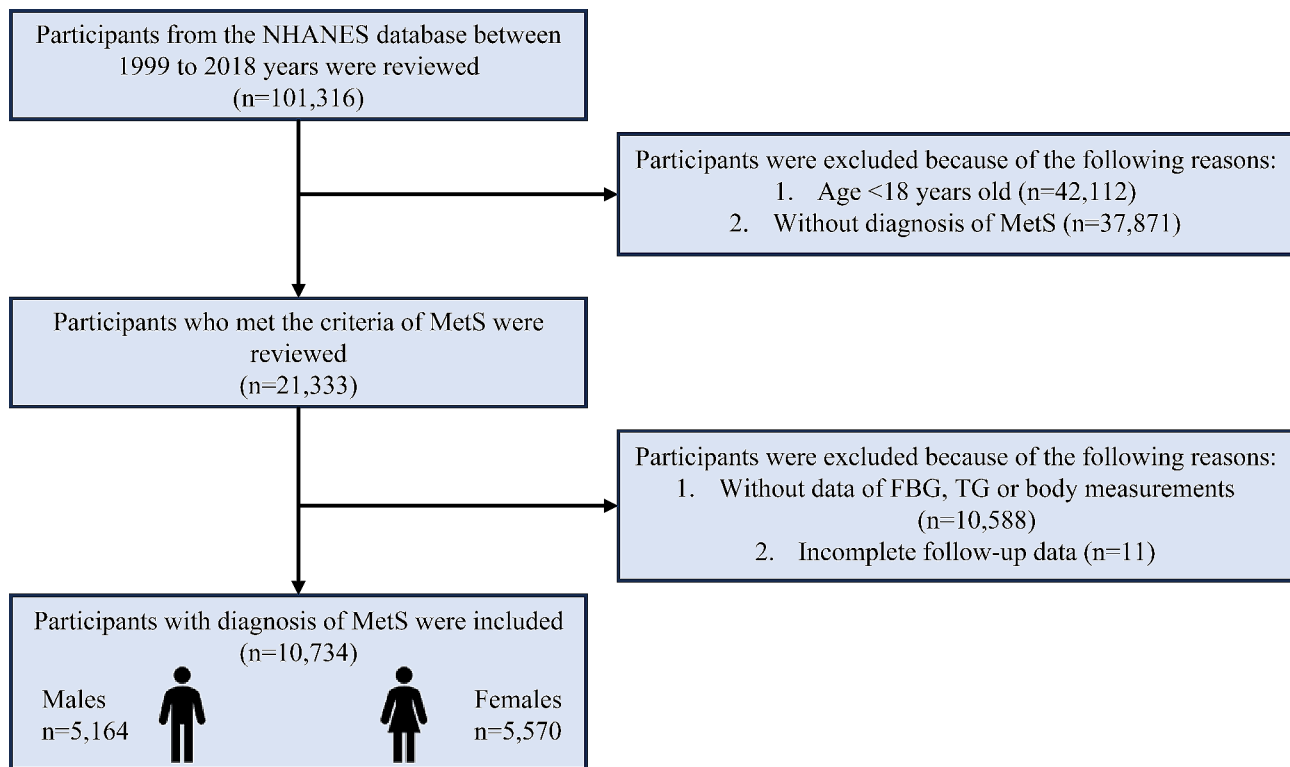 Participants from the NHANES database between
1999 to 2018 years were reviewed
(n=101,316)
Participants were excluded because of the following reasons:
1. Age <18 years old (n=42,112)
2. Without diagnosis of MetS (n=37,871)
Participants who met the criteria of MetS were
reviewed
(n=21,333)
Participants were excluded because of the following reasons:
1. Without data of FBG, TG or body measurements
(n=10,588)
2. Incomplete follow-up data (n=11)
Participants with diagnosis of MetS were included
(n=10,734)
Males
n=5,164
Females
n=5,570